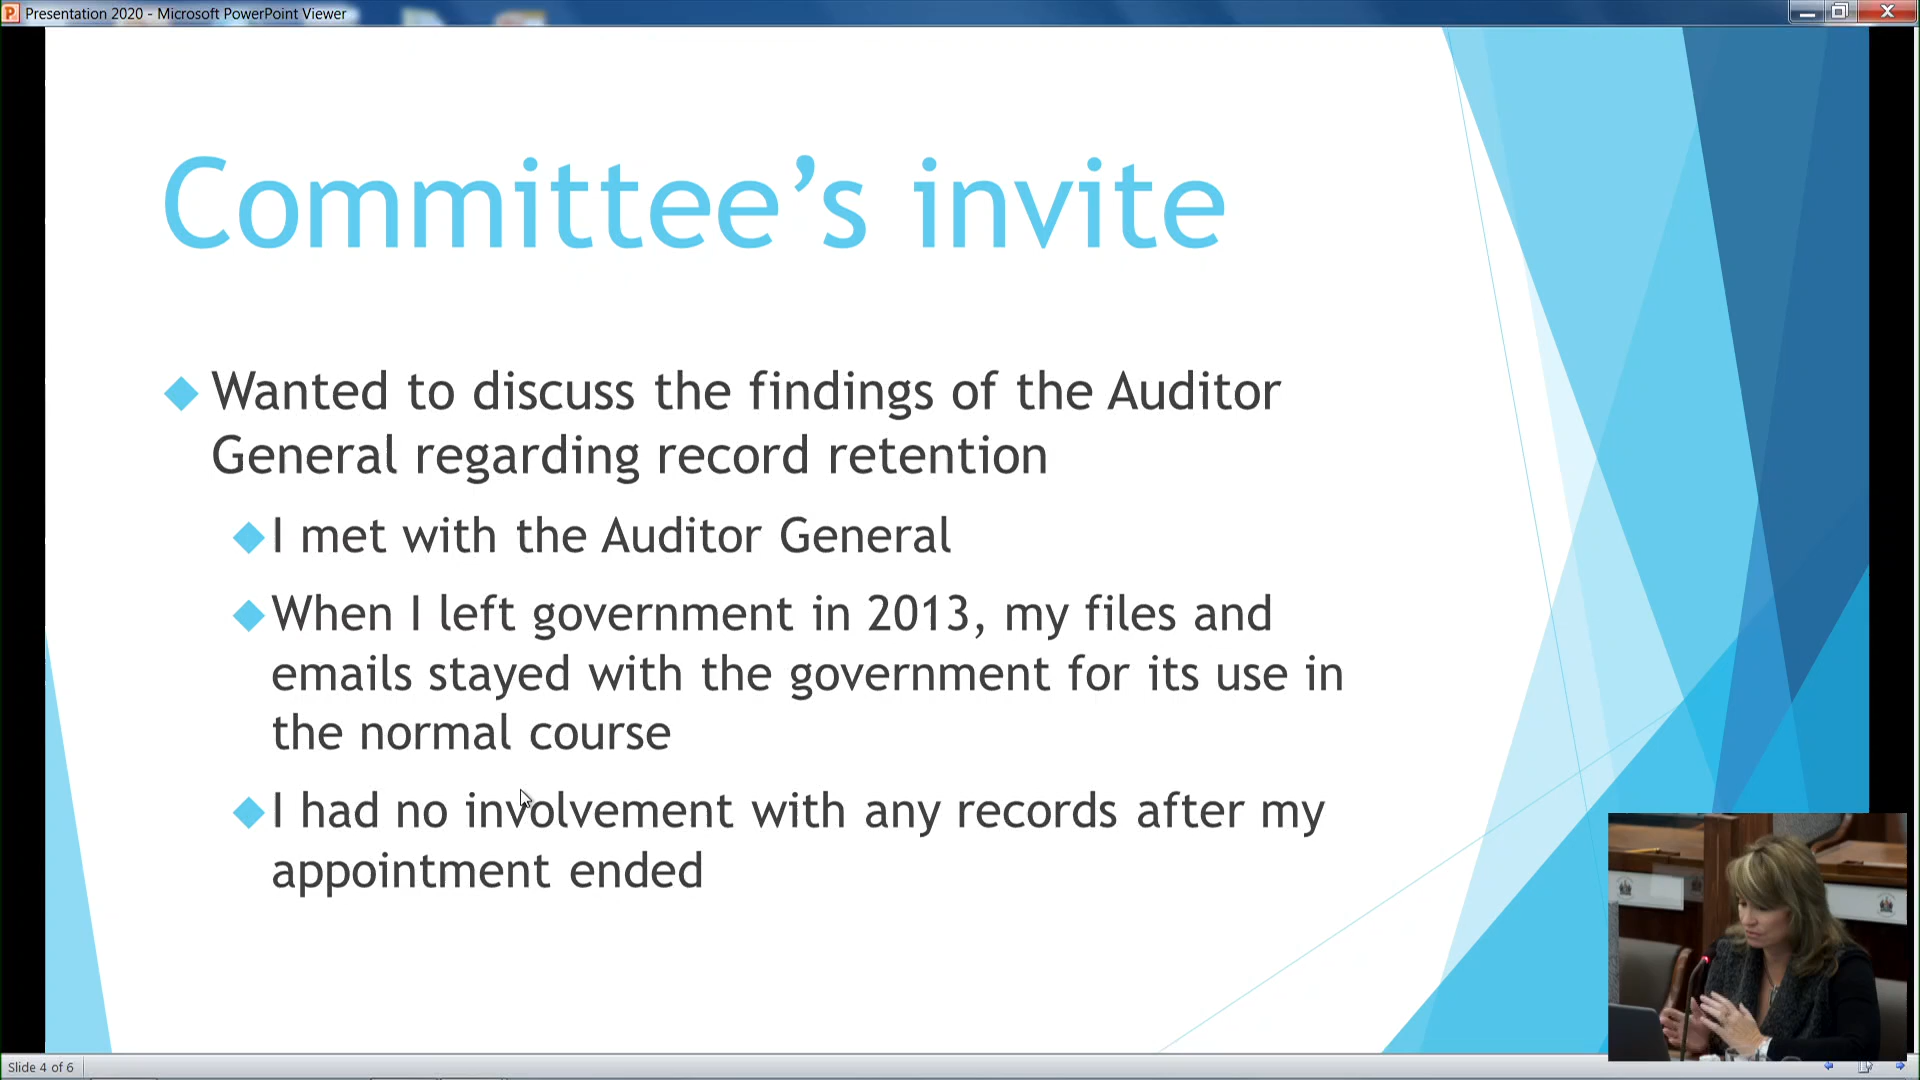 Presentation 2020 - Microsoft PowerPoint Viewer
Committee's invite
Wanted to discuss the findings of the Auditor
General regarding record retention
I met with the Auditor General
When I left government in 2013, my files and
emails stayed with the government for its use in
the normal course
I had no involvement with any records after my
appointment ended
Slide 4 of 6